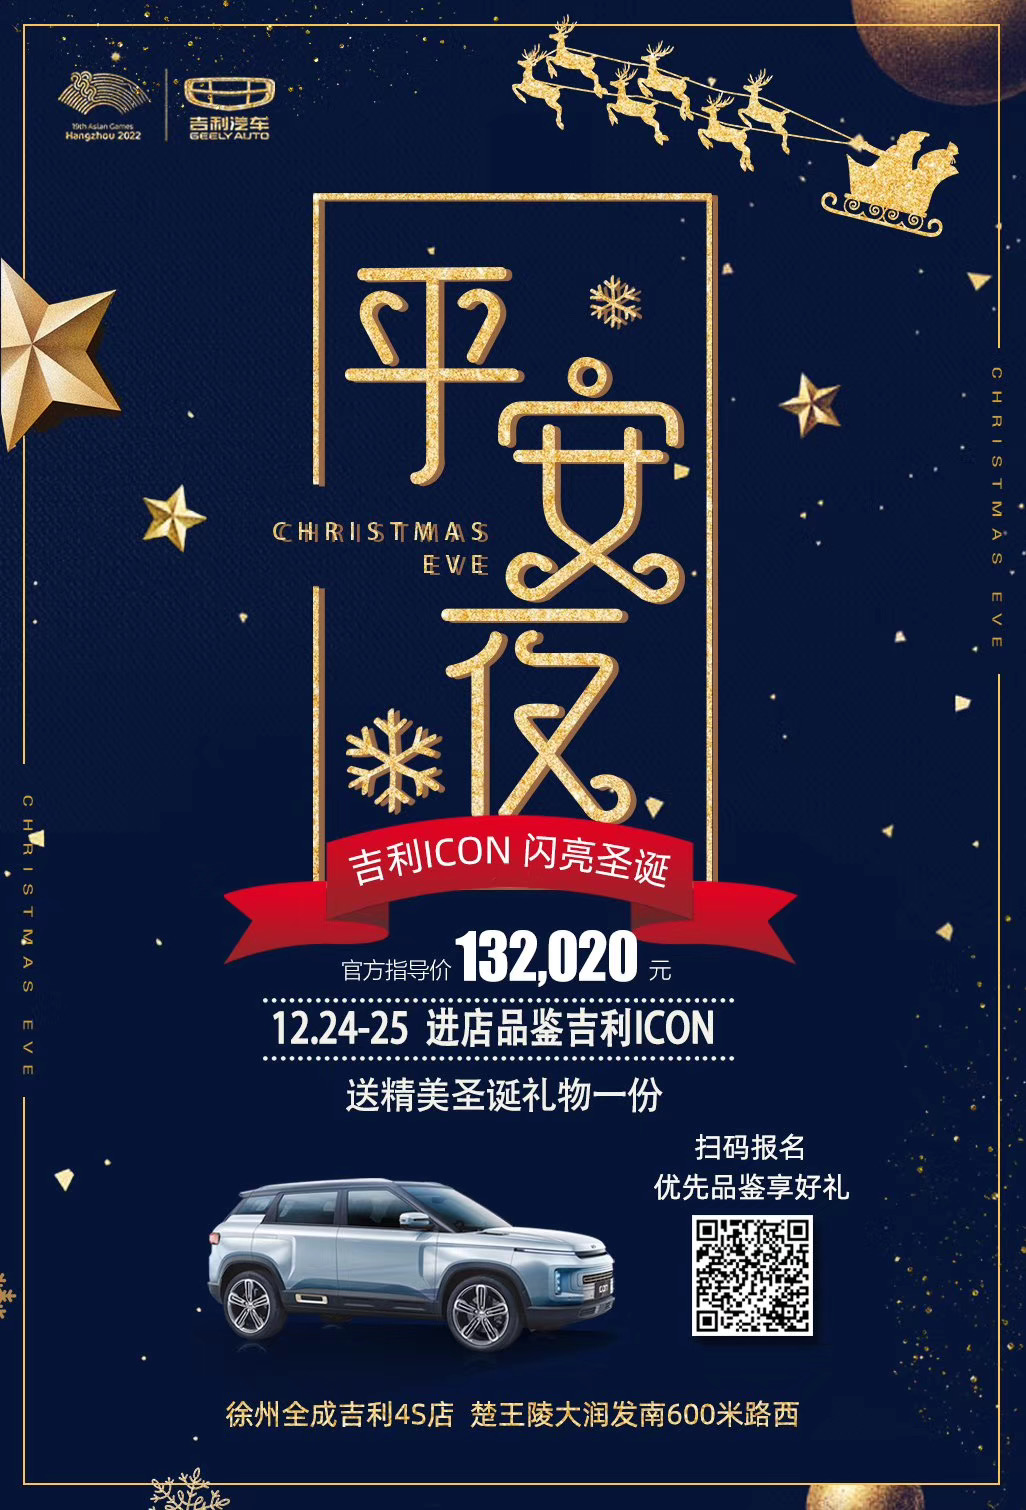 19th Asian Games
Hangzhou 2022
吉利汽车
GEELY AUTO
平安夜
CHRISTMAS
EVE
CHRISTMAS EVE
CHRISTMAS EVE
吉利ICON 闪亮圣诞
官方指导价 132,020 元
12.24-25 进店品鉴吉利ICON
送精美圣诞礼物一份
扫码报名
优先品鉴享好礼
徐州全成吉利4S店 楚王陵大润发南600米路西